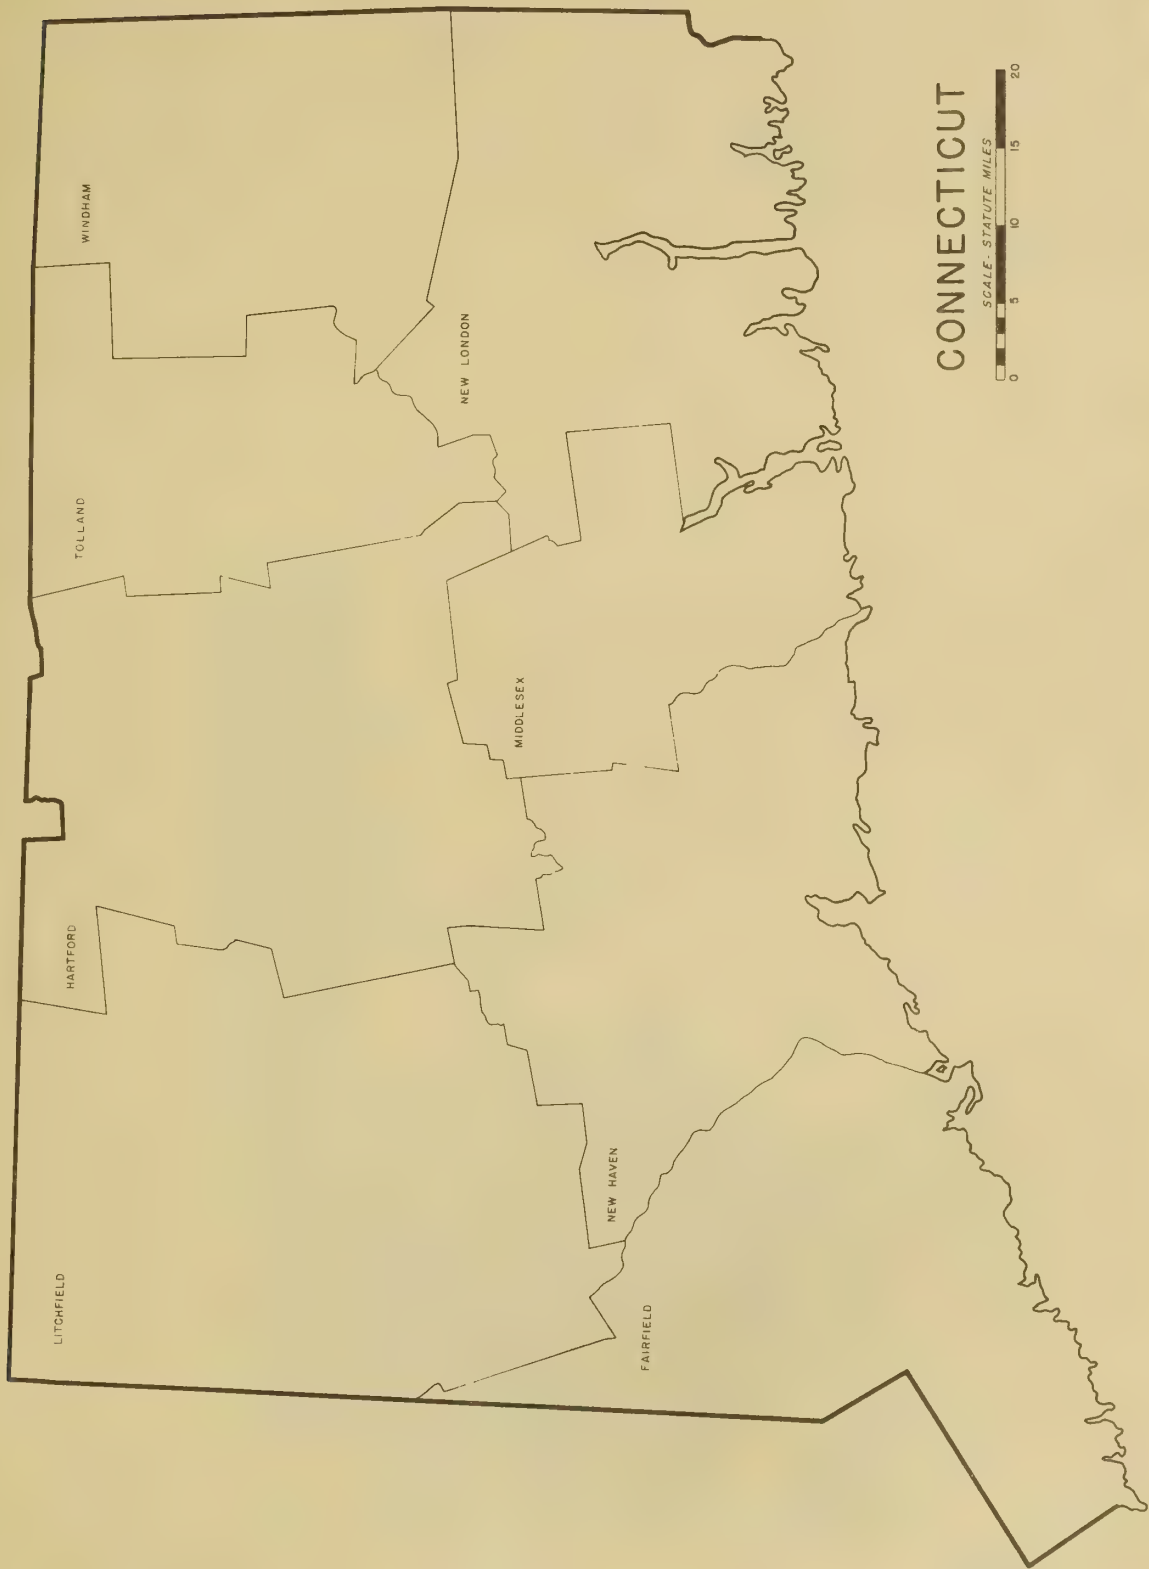 LITCHFIELD
HARTFORD
TOLLAND
WINDHAM
FAIRFIELD
NEW HAVEN
MIDDLESEX
NEW LONDON
CONNECTICUT
SCALE - STATUTE MILES
0 5 10 15 20